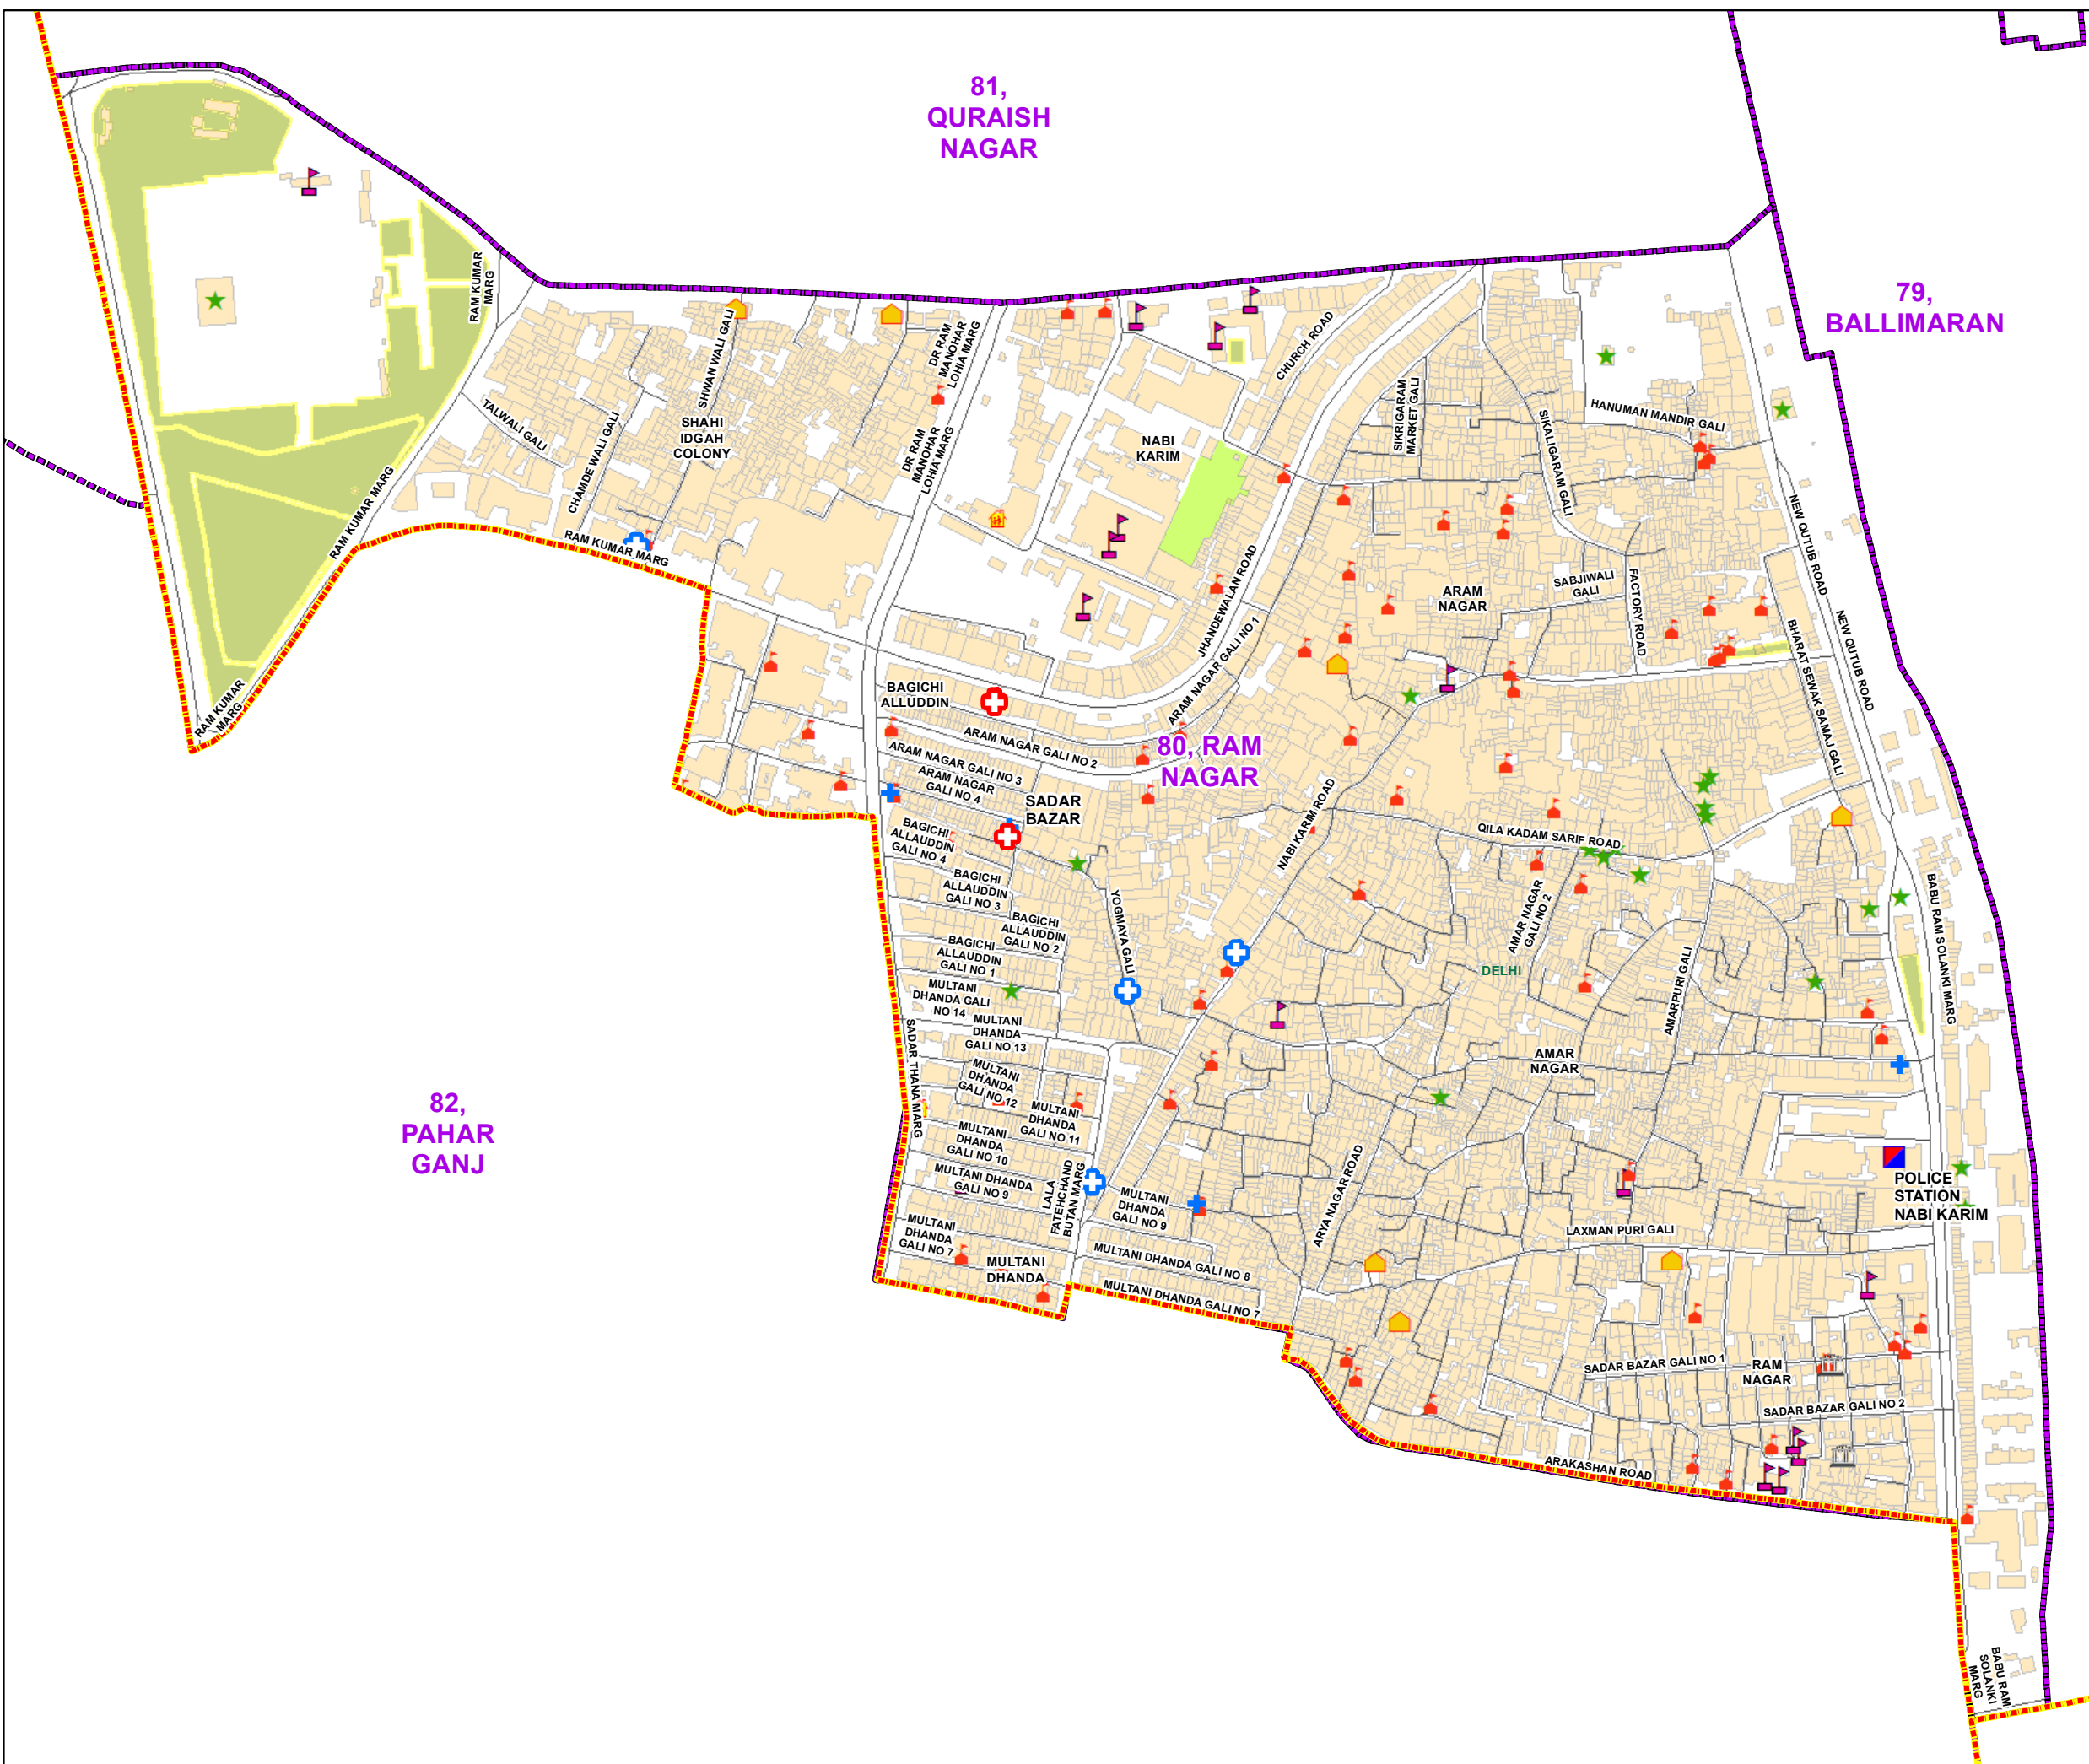 81,
QURAISH
NAGAR
79,
BALLIMARAN
RAM KUMAR
MARG
SHWAN WALI GALI
DR RAM
MANOHAR
LOHIA MARG
CHURCH ROAD
TALWALI GALI
CHAMDE WALI GALI
SHAHI
IDGAH
COLONY
DR RAM
MANOHAR
LOHIA MARG
NABI
KARIM
SIKRIGARAM
MARKET GALI
SIKALIGARAM GALI
HANUMAN MANDIR GALI
RAM KUMAR MARG
RAM KUMAR MARG
NEW QUTUB ROAD
JHANDEWALAN ROAD
ARAM
NAGAR
SABJIWALI
GALI
FACTORY ROAD
NEW QUTUB ROAD
BHARAT SEWAK SAMAJ GALI
RAM KUMAR
MARG
BAGICHI
ALLUDDIN
ARAM NAGAR GALI NO 1
ARAM NAGAR GALI NO 2
80, RAM
NAGAR
ARAM NAGAR GALI NO 3
ARAM NAGAR
GALI NO 4
SADAR
BAZAR
NABI KARIM ROAD
QILA KADAM SARIF ROAD
BAGICHI
ALLAUDDIN
GALI NO 4
BAGICHI
ALLAUDDIN
GALI NO 3
BAGICHI
ALLAUDDIN
GALI NO 2
YOGMAYA GALI
AMAR NAGAR
GALI NO 2
BABU RAM SOLANKI MARG
BAGICHI
ALLAUDDIN
GALI NO 1
DELHI
AMARPURI GALI
MULTANI
DHANDA GALI
NO 14
MULTANI
DHANDA
GALI NO 13
SADAR THANA MARG
AMAR
NAGAR
MULTANI
DHANDA
GALI NO 12
82,
PAHAR
GANJ
MULTANI
DHANDA
GALI NO 11
MULTANI
DHANDA
GALI NO 10
MULTANI DHANDA
GALI NO 9
LALA
FATEHCHAND
BUTAN MARG
MULTANI
DHANDA
GALI NO 9
ARYA NAGAR ROAD
POLICE
STATION
NABI KARIM
LAXMAN PURI GALI
MULTANI
DHANDA
GALI NO 7
MULTANI DHANDA GALI NO 8
MULTANI
DHANDA
MULTANI DHANDA GALI NO 7
SADAR BAZAR GALI NO 1
RAM
NAGAR
SADAR BAZAR GALI NO 2
ARAKASHAN ROAD
BABU RAM
SOLANKI
MARG